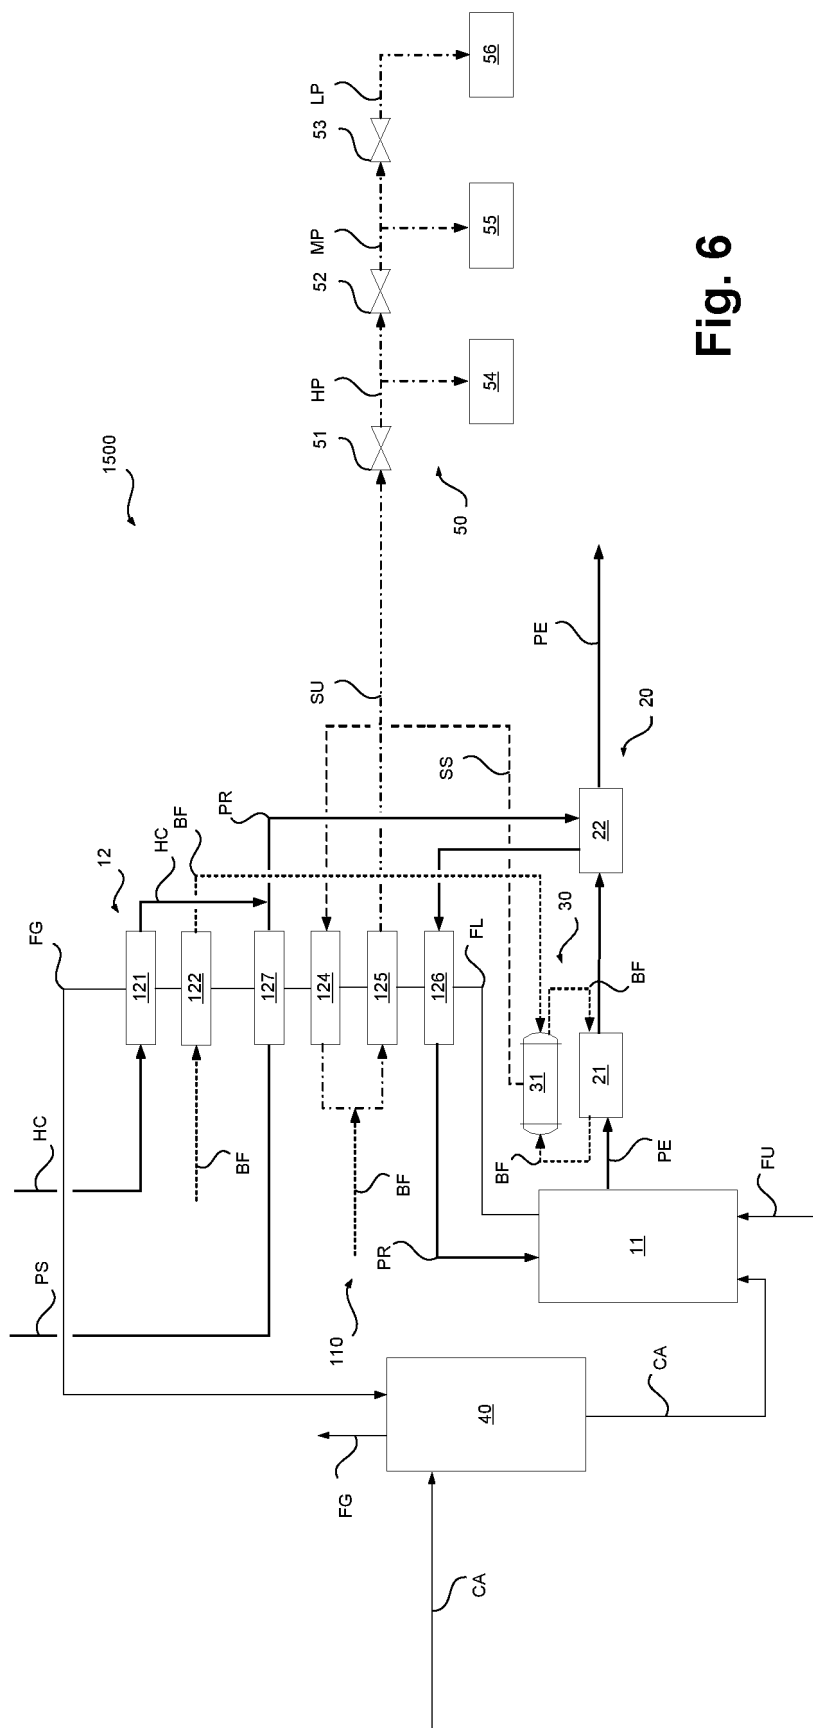 PS
HC
FG
12
1500
121
HC
BF
122
PR
BF
127
110
124
SU
51
HP
52
MP
53
LP
FG
PR
125
BF
126
SS
CA
40
FL
50
54
55
56
BF
31
PE
30
21
22
11
BF
20
CA
PE
Fig. 6
FU